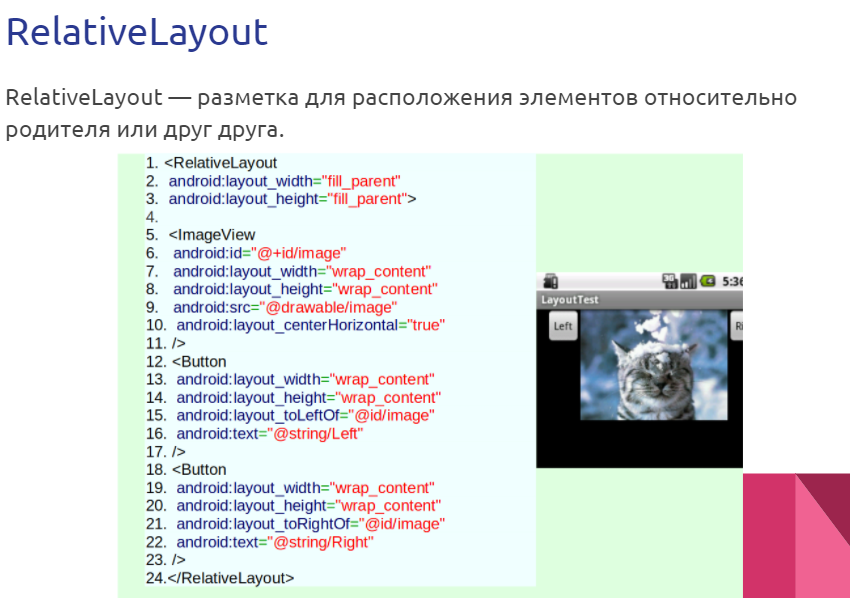 RelativeLayout
RelativeLayout — разметка для расположения элементов относительно
родителя или друг друга.
1. <RelativeLayout
2. android:layout_width="fill_parent"
3. android:layout_height="fill_parent">
4.
5. <ImageView
6. android:id="@+id/image"
7. android:layout_width="wrap_content"
8. android:layout_height="wrap_content"
9. android:src="@drawable/image"
10. android:layout_centerHorizontal="true"
11. />
12. <Button
13. android:layout_width="wrap_content"
14. android:layout_height="wrap_content"
15. android:layout_toLeftOf="@id/image"
16. android:text="@string/Left"
17. />
18. <Button
19. android:layout_width="wrap_content"
20. android:layout_height="wrap_content"
21. android:layout_toRightOf="@id/image"
22. android:text="@string/Right"
23. />
24.</RelativeLayout>
3G 5:36
LayoutTest
Left Ri